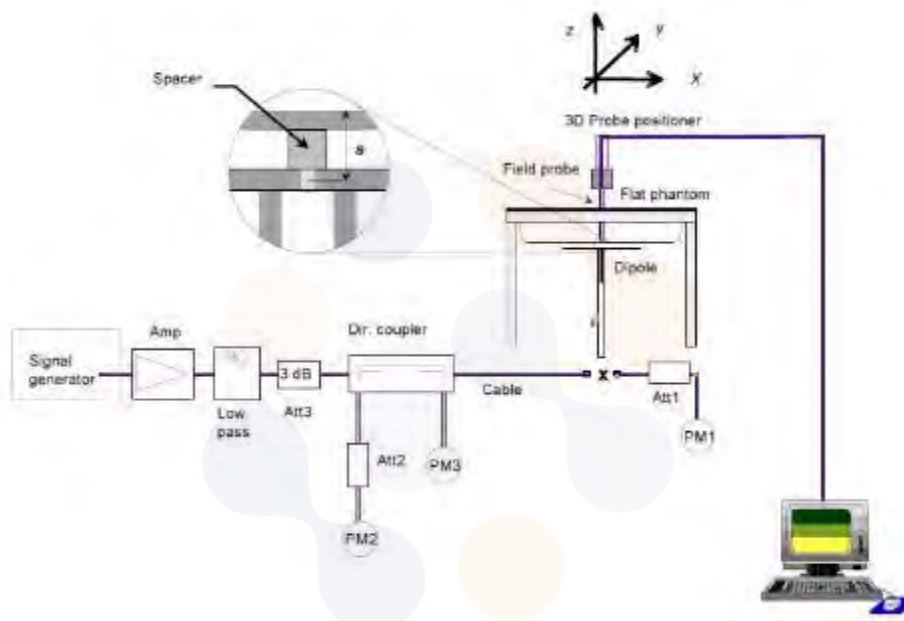 z
y
X
Spacer
s
3D Probe positioner
Field probe
Flat phantom
Dipole
Signal
generator
Amp
Low
pass
3 dB
Att3
Dir. coupler
Att2
PM2
PM3
Cable
x
Att1
PM1